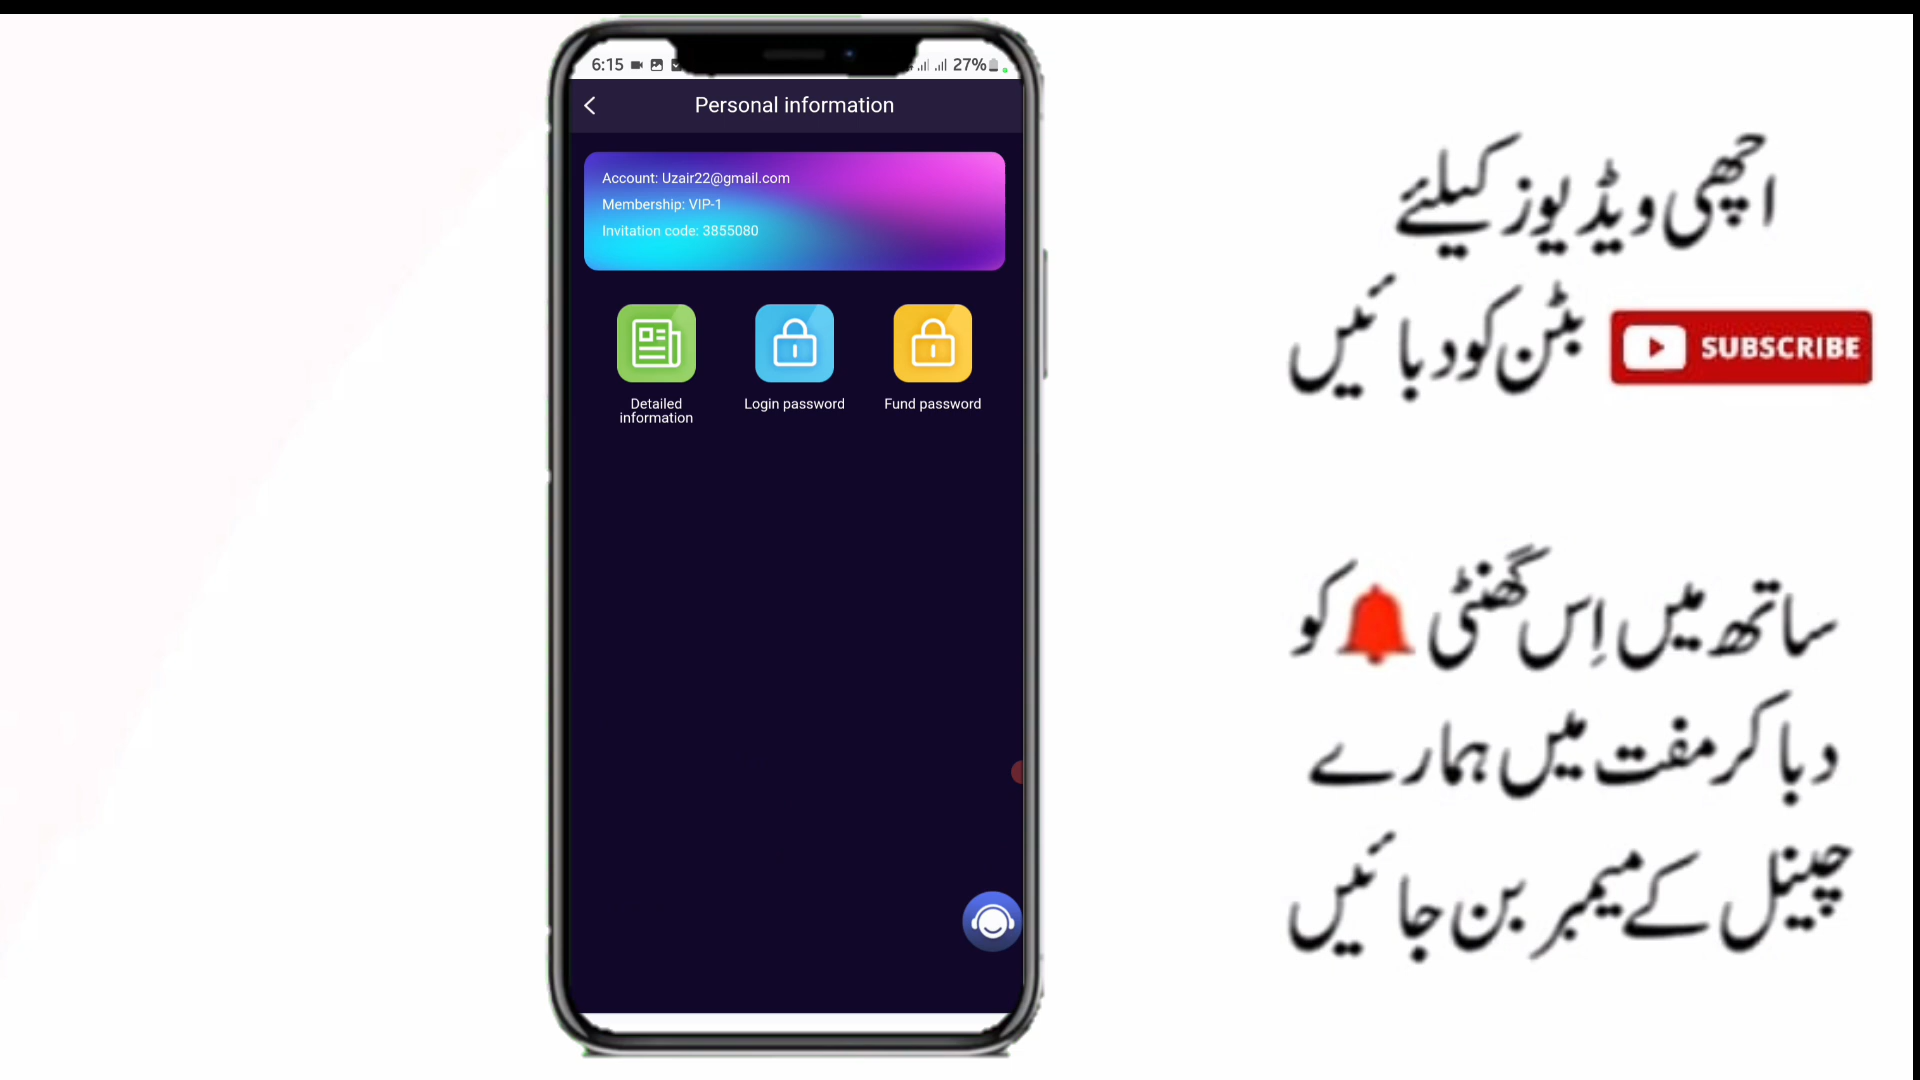 6:15
27%
Personal information
Account: Uzair22@gmail.com
Membership: VIP-1
Invitation code: 3855080
Detailed information
Login password
Fund password
اچھی ویڈیوز کیلئے
SUBSCRIBE بٹن کو دبائیں
ساتھ میں اِس گھنٹی کو
دبا کر مفت میں ہمارے
چینل کے میمبر بن جائیں